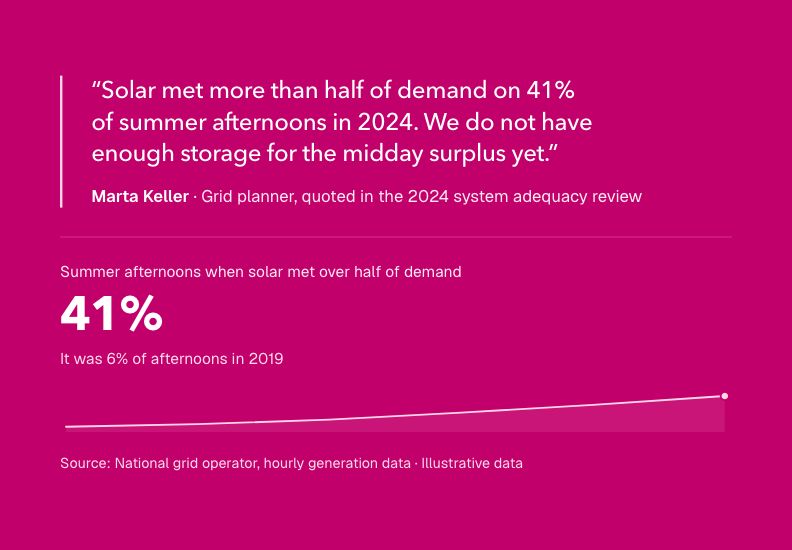 “Solar met more than half of demand on 41%
of summer afternoons in 2024. We do not have
enough storage for the midday surplus yet.”
Marta Keller · Grid planner, quoted in the 2024 system adequacy review
Summer afternoons when solar met over half of demand
41%
It was 6% of afternoons in 2019
Source: National grid operator, hourly generation data · Illustrative data